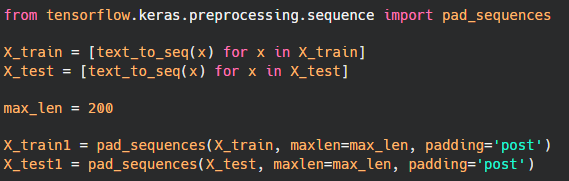 from tensorflow.keras.preprocessing.sequence import pad_sequences
X_train = [text_to_seq(x) for x in X_train]
X_test = [text_to_seq(x) for x in X_test]
max_len = 200
X_train1 = pad_sequences(X_train, maxlen=max_len, padding='post')
X_test1 = pad_sequences(X_test, maxlen=max_len, padding='post')